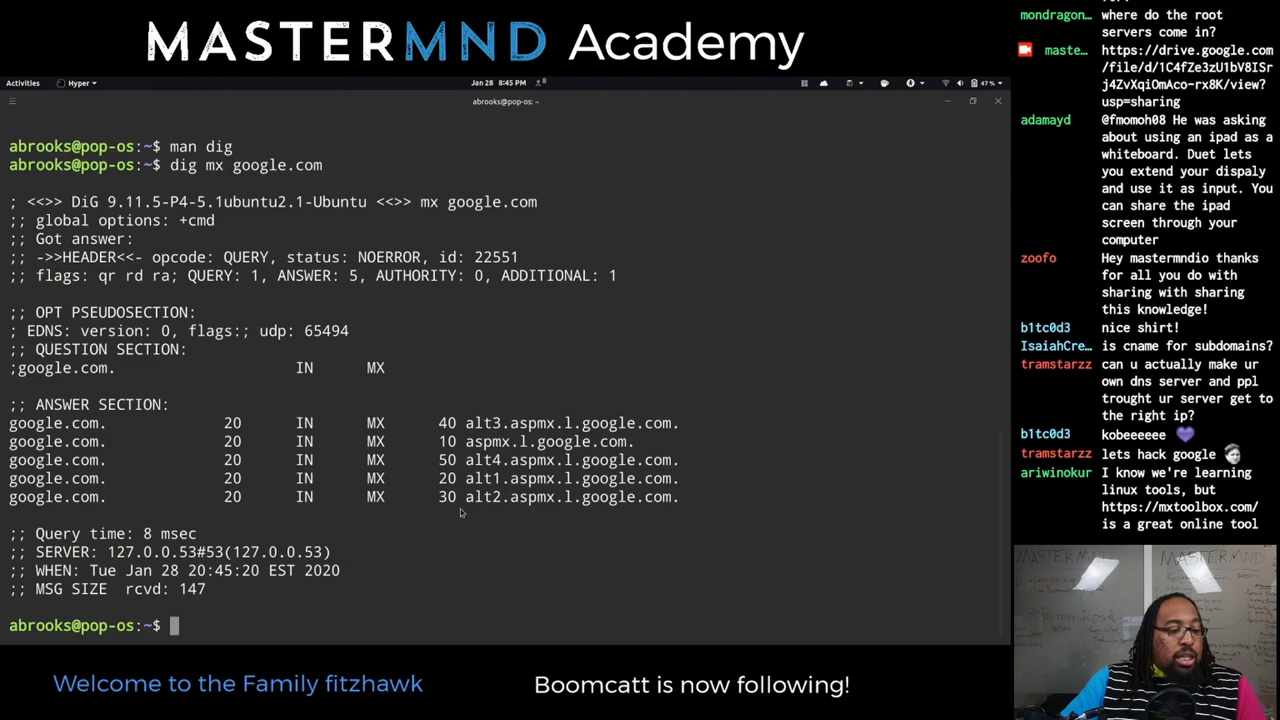 MASTERMND Academy
Activities
Hyper
Jan 28 8:45 PM
8
47 %
abrooks@pop-os: ~
abrooks@pop-os:~$ man dig
abrooks@pop-os:~$ dig mx google.com
; <<>> DiG 9.11.5-P4-5.1ubuntu2.1-Ubuntu <<>> mx google.com
;; global options: +cmd
;; Got answer:
;; ->>HEADER<<- opcode: QUERY, status: NOERROR, id: 22551
;; flags: qr rd ra; QUERY: 1, ANSWER: 5, AUTHORITY: 0, ADDITIONAL: 1
;; OPT PSEUDOSECTION:
; EDNS: version: 0, flags:; udp: 65494
;; QUESTION SECTION:
;google.com. IN MX
;; ANSWER SECTION:
google.com. 20 IN MX 40 alt3.aspmx.l.google.com.
google.com. 20 IN MX 10 aspmx.l.google.com.
google.com. 20 IN MX 50 alt4.aspmx.l.google.com.
google.com. 20 IN MX 20 alt1.aspmx.l.google.com.
google.com. 20 IN MX 30 alt2.aspmx.l.google.com.
;; Query time: 8 msec
;; SERVER: 127.0.0.53#53(127.0.0.53)
;; WHEN: Tue Jan 28 20:45:20 EST 2020
;; MSG SIZE rcvd: 147
abrooks@pop-os:~$
mondragon… where do the root
servers come in?
maste… https://drive.google.com
/file/d/1C4fZe3zU1bV8ISr
j4ZvXqiOmAco-rx8K/view?
usp=sharing
adamayd @fmomoh08 He was asking
about using an ipad as a
whiteboard. Duet lets
you extend your dispaly
and use it as input. You
can share the ipad
screen through your
computer
zoofo Hey mastermndio thanks
for all you do with
sharing with sharing
this knowledge!
b1tc0d3 nice shirt!
IsaiahCre… is cname for subdomains?
tramstarzz can u actually make ur
own dns server and ppl
trought ur server get to
the right ip?
b1tc0d3 kobeeeeee 💜
tramstarzz lets hack google
ariwinokur I know we're learning
linux tools, but
https://mxtoolbox.com/
is a great online tool
MASTERMND
Welcome to the Family fitzhawk
Boomcatt is now following!